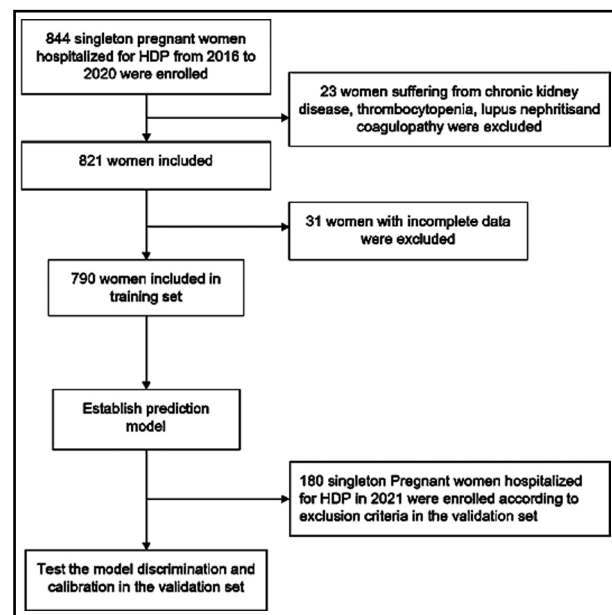 844 singleton pregnant women
hospitalized for HDP from 2016 to
2020 were enrolled
23 women suffering from chronic kidney
disease, thrombocytopenia, lupus nephritisand
coagulopathy were excluded
821 women included
31 women with incomplete data
were excluded
790 women included in
training set
Establish prediction
model
180 singleton Pregnant women hospitalized
for HDP in 2021 were enrolled according to
exclusion criteria in the validation set
Test the model discrimination and
calibration in the validation set